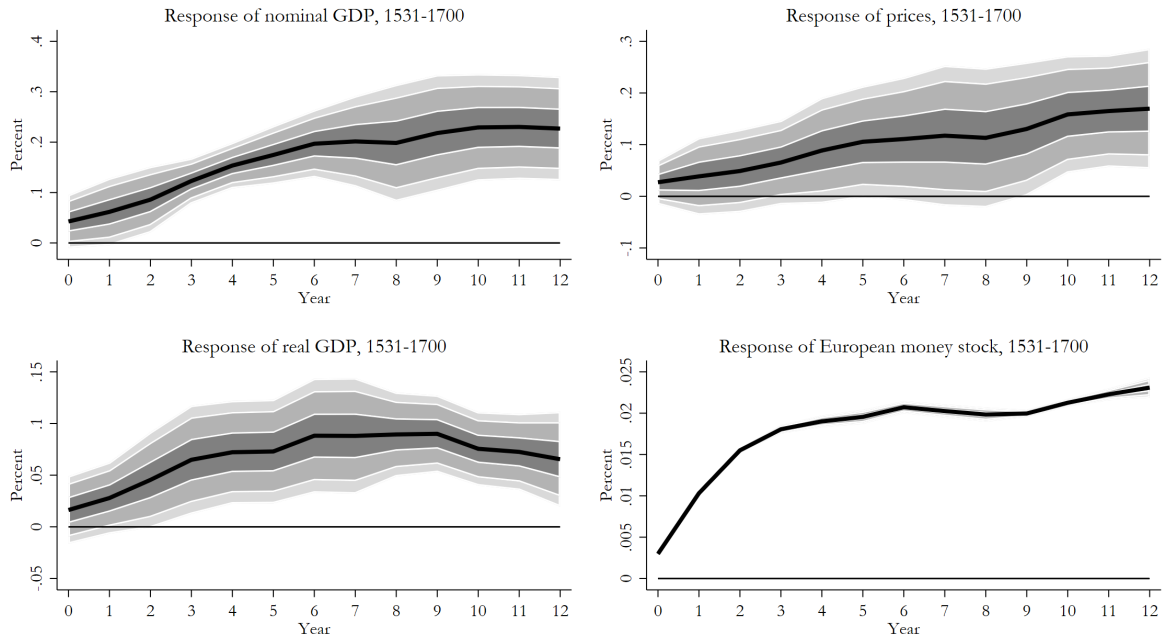 Response of nominal GDP, 1531-1700
Percent
.4
.3
.2
.1
0
0 1 2 3 4 5 6 7 8 9 10 11 12
Year
Response of prices, 1531-1700
Percent
.3
.2
.1
0
-.1
0 1 2 3 4 5 6 7 8 9 10 11 12
Year
Response of real GDP, 1531-1700
Percent
.15
.1
.05
0
-.05
0 1 2 3 4 5 6 7 8 9 10 11 12
Year
Response of European money stock, 1531-1700
Percent
.025
.02
.015
.01
.005
0
0 1 2 3 4 5 6 7 8 9 10 11 12
Year